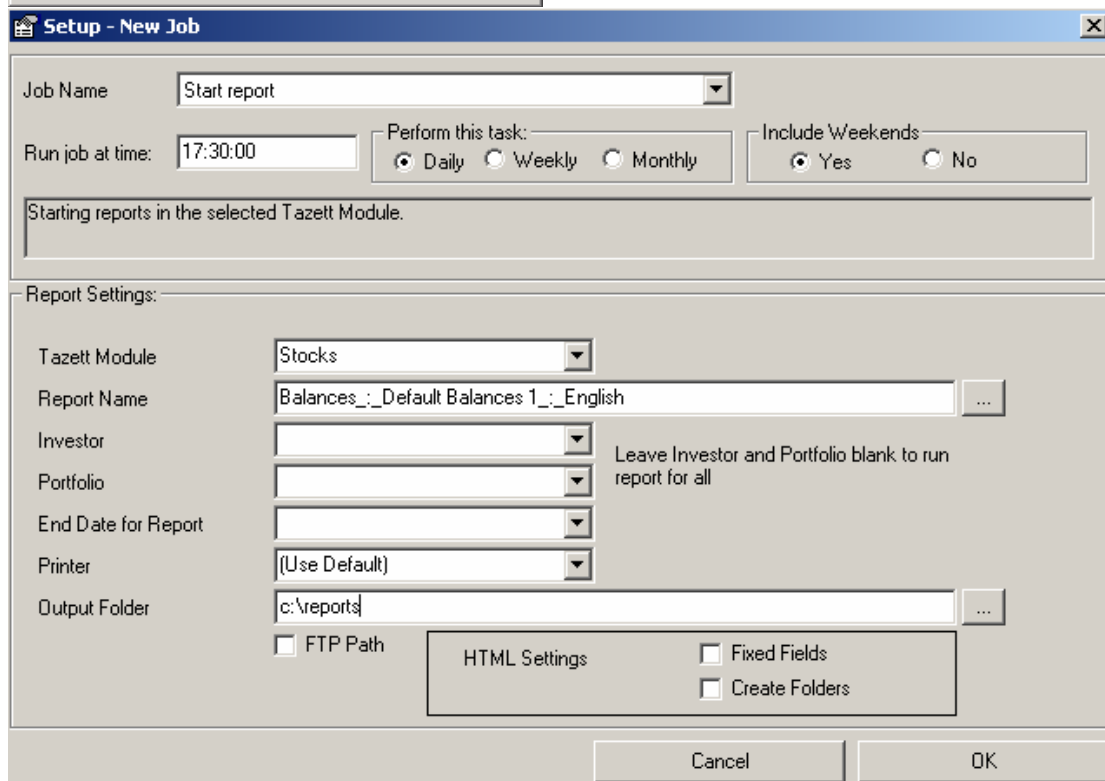 Setup - New Job
Job Name Start report
Run job at time: 17:30:00 Perform this task: Daily Weekly Monthly Include Weekends Yes No
Starting reports in the selected Tazett Module.
Report Settings:
Tazett Module Stocks
Report Name Balances_:_Default Balances 1_:_English ...
Investor
Leave Investor and Portfolio blank to run
report for all
Portfolio
End Date for Report
Printer (Use Default)
Output Folder c:\reports ...
FTP Path HTML Settings Fixed Fields
Create Folders
Cancel OK